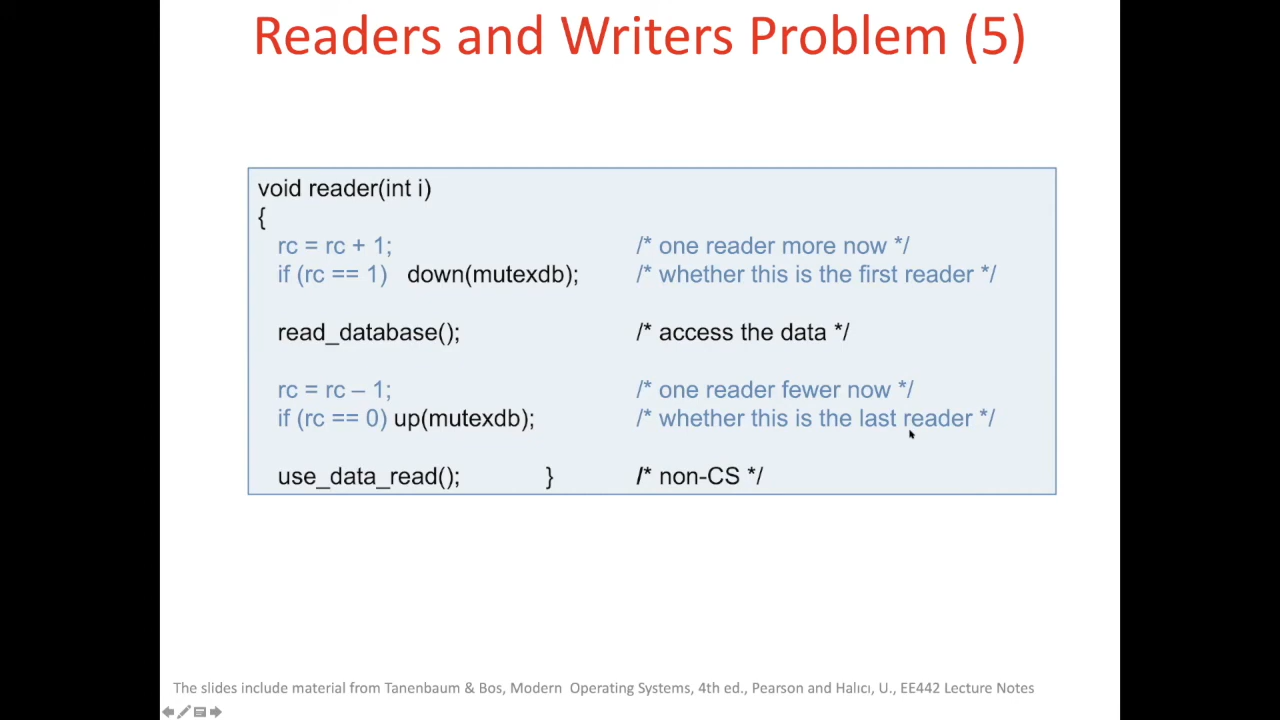 Readers and Writers Problem (5)
void reader(int i)
{
rc = rc + 1; /* one reader more now */
if (rc == 1) down(mutexdb); /* whether this is the first reader */
read_database(); /* access the data */
rc = rc – 1; /* one reader fewer now */
if (rc == 0) up(mutexdb); /* whether this is the last reader */
use_data_read(); } /* non-CS */
The slides include material from Tanenbaum & Bos, Modern Operating Systems, 4th ed., Pearson and Halıcı, U., EE442 Lecture Notes